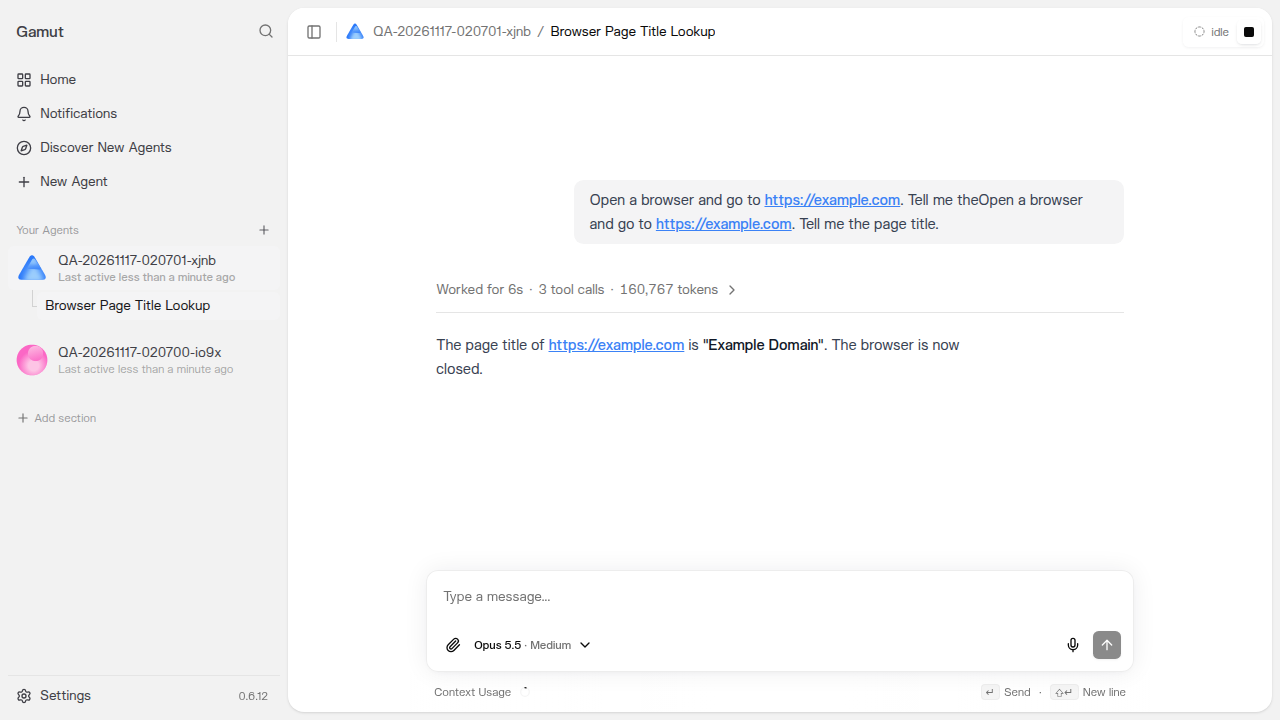 Gamut
Home
Notifications
Discover New Agents
New Agent
Your Agents
QA-20261117-020701-xjnb
Last active less than a minute ago
Browser Page Title Lookup
QA-20261117-020700-io9x
Last active less than a minute ago
Add section
Settings
0.6.12
QA-20261117-020701-xjnb / Browser Page Title Lookup
idle
Open a browser and go to https://example.com. Tell me theOpen a browser
and go to https://example.com. Tell me the page title.
Worked for 6s · 3 tool calls · 160,767 tokens
The page title of https://example.com is "Example Domain". The browser is now
closed.
Type a message...
Opus 5.5 · Medium
Context Usage
Send · New line